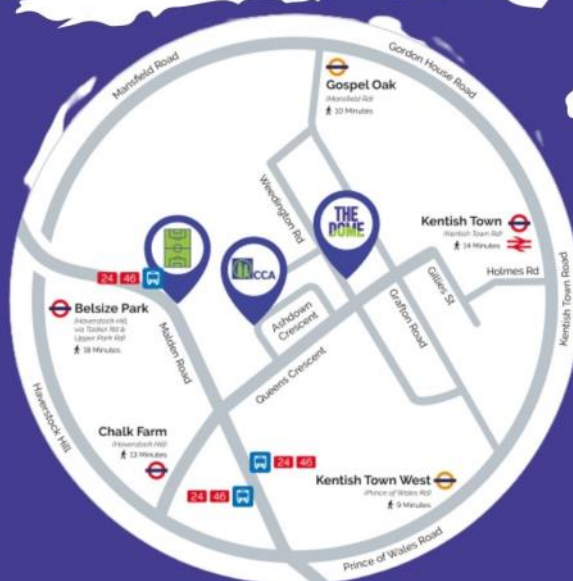 Mansfield Road
Gordon House Road
Gospel Oak
(Mansfield Rd)
10 Minutes
Weedington Rd
THE
DOME
Kentish Town
(Kentish Town Rd)
14 Minutes
Holmes Rd
Gillies St
Kentish Town Road
CCA
24 46
Belsize Park
(Haverstock Hill,
via Tasker Rd &
Upper Park Rd)
18 Minutes
Malden Road
Ashdown
Crescent
Grafton Road
Queens Crescent
Haverstock Hill
Chalk Farm
(Haverstock Hill)
13 Minutes
24 46
24 46
Kentish Town West
(Prince of Wales Rd)
9 Minutes
Prince of Wales Road